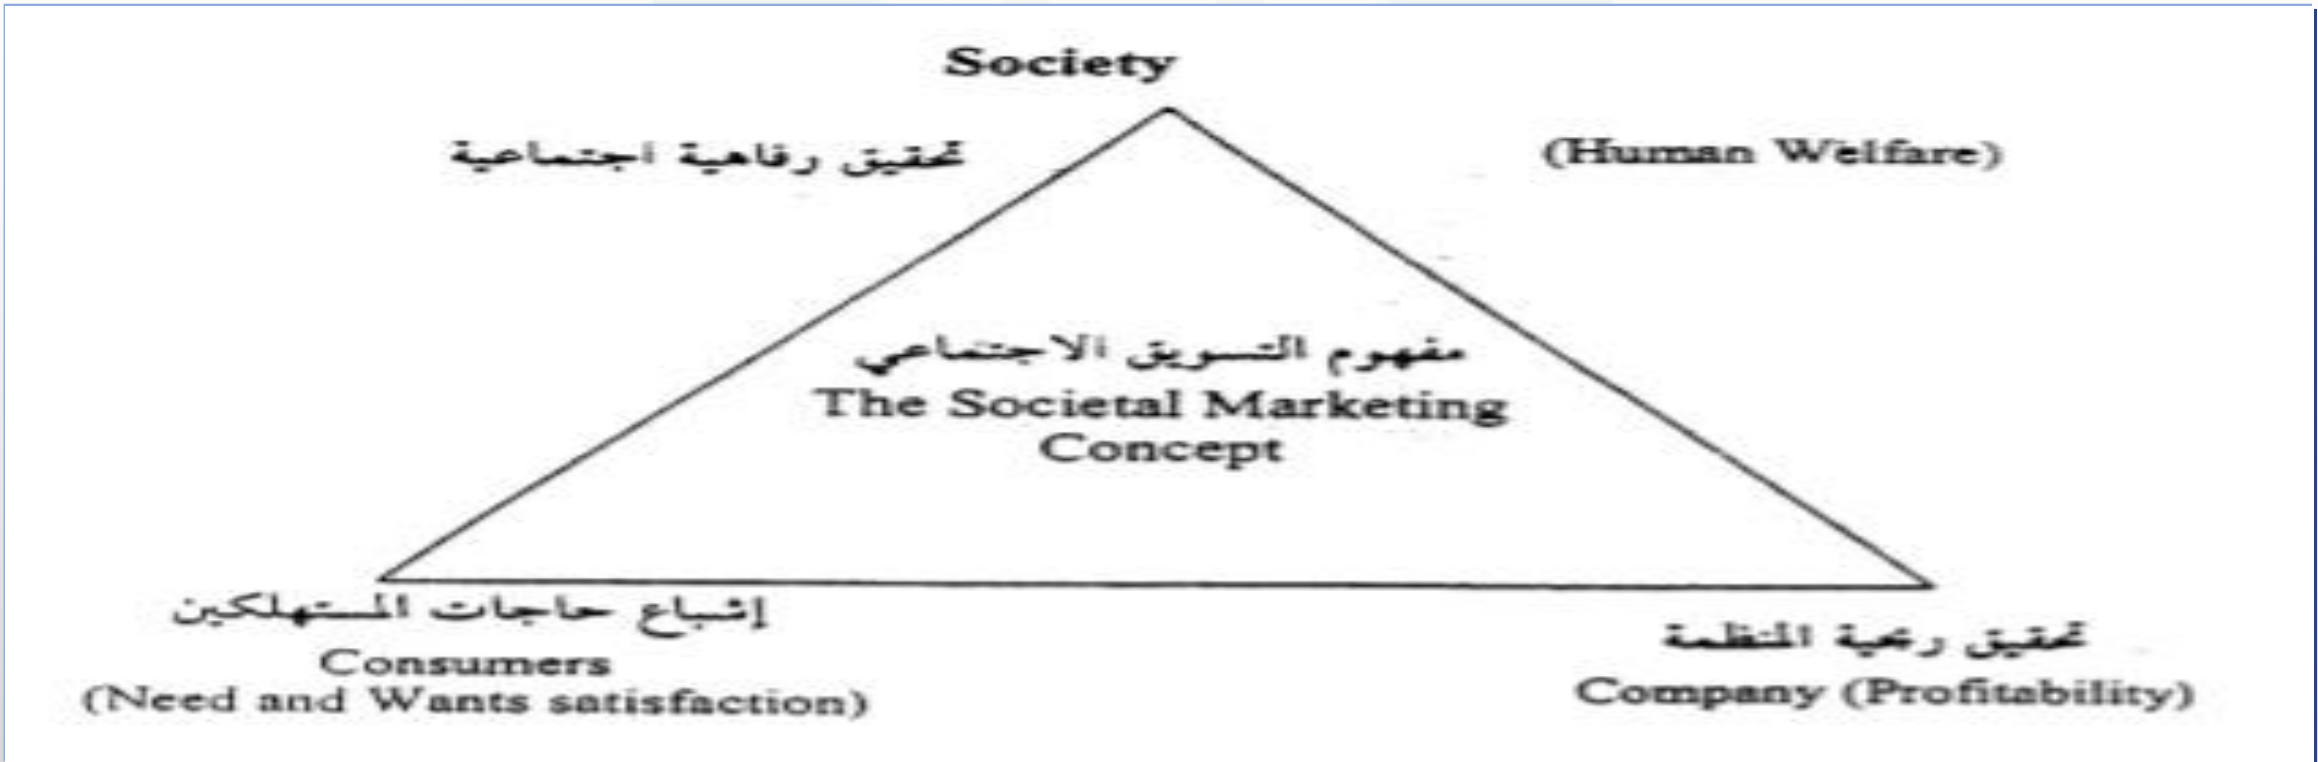 Society
تحقيق رفاهية اجتماعية
(Human Welfare)
مفهوم التسويق الاجتماعي
The Societal Marketing
Concept
إشباع حاجات المستهلكين
Consumers
(Need and Wants satisfaction)
تحقيق ربحية المنظمة
Company (Profitability)